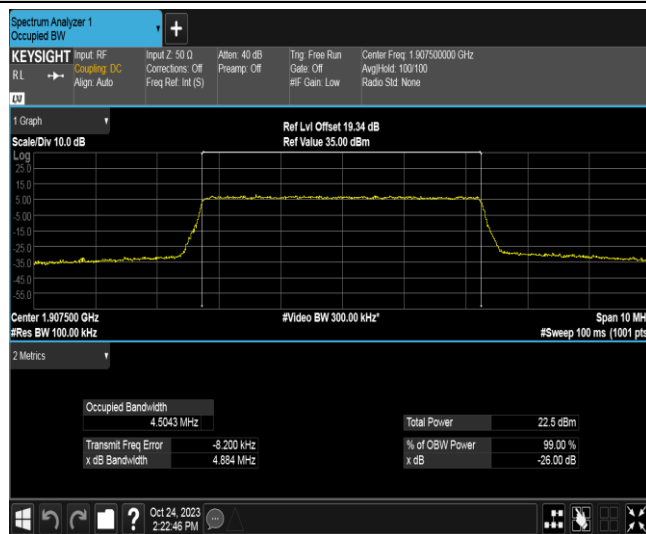 Spectrum Analyzer 1
Occupied BW
KEYSIGHT
RL
LXI
Input: RF
Coupling: DC
Align: Auto
Input Z: 50 Ω
Corrections: Off
Freq Ref: Int (S)
Atten: 40 dB
Preamp: Off
Trig: Free Run
Gate: Off
#IF Gain: Low
Center Freq: 1.907500000 GHz
Avg|Hold: 100/100
Radio Std: None
1 Graph
Scale/Div 10.0 dB
Ref Lvl Offset 19.34 dB
Ref Value 35.00 dBm
Log
25.0
15.0
5.00
-5.00
-15.0
-25.0
-35.0
-45.0
-55.0
Center 1.907500 GHz
#Res BW 100.00 kHz
#Video BW 300.00 kHz*
Span 10 MH
#Sweep 100 ms (1001 pts
2 Metrics
Occupied Bandwidth
4.5043 MHz
Transmit Freq Error -8.200 kHz
x dB Bandwidth 4.884 MHz
Total Power 22.5 dBm
% of OBW Power 99.00 %
x dB -26.00 dB
?
Oct 24, 2023
2:22:46 PM